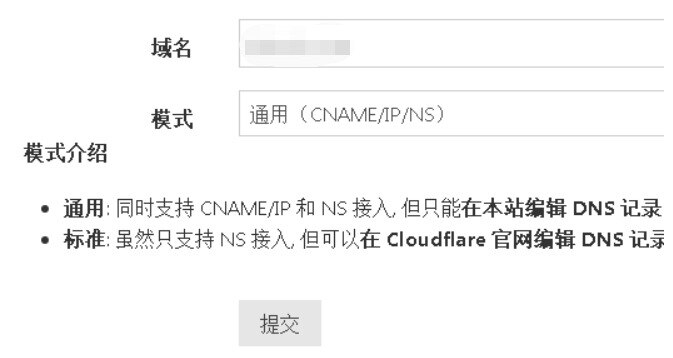 域名
模式
通用（CNAME/IP/NS）
模式介绍
通用: 同时支持 CNAME/IP 和 NS 接入, 但只能在本站编辑 DNS 记录
标准: 虽然只支持 NS 接入, 但可以在 Cloudflare 官网编辑 DNS 记录
提交